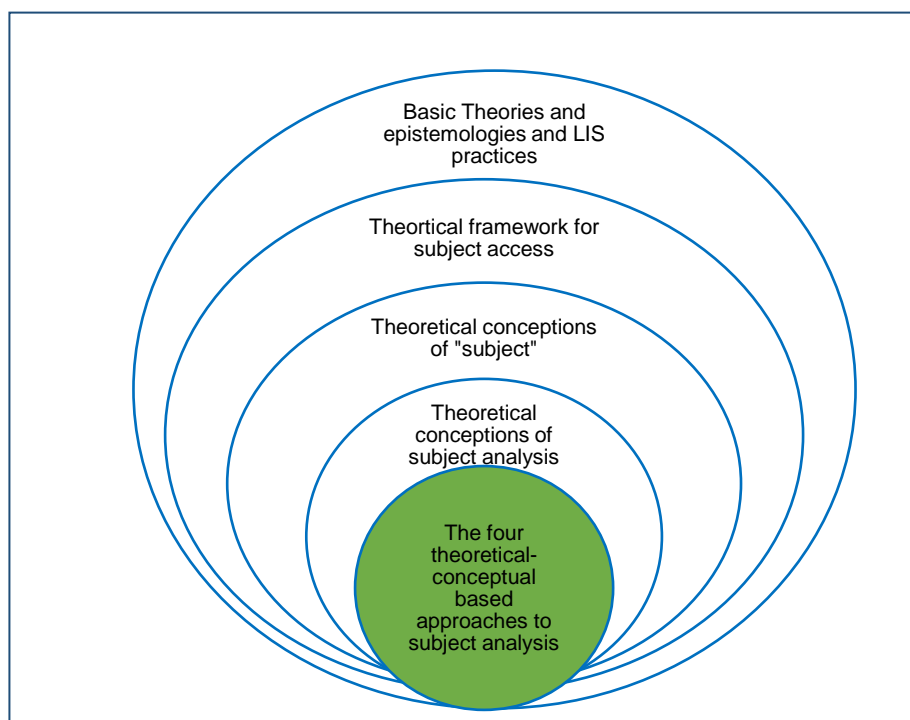 Basic Theories and
epistemologies and LIS
practices
Theortical framework for
subject access
Theoretical conceptions
of "subject"
Theoretical
conceptions of
subject analysis
The four
theoretical-
conceptual
based
approaches to
subject analysis